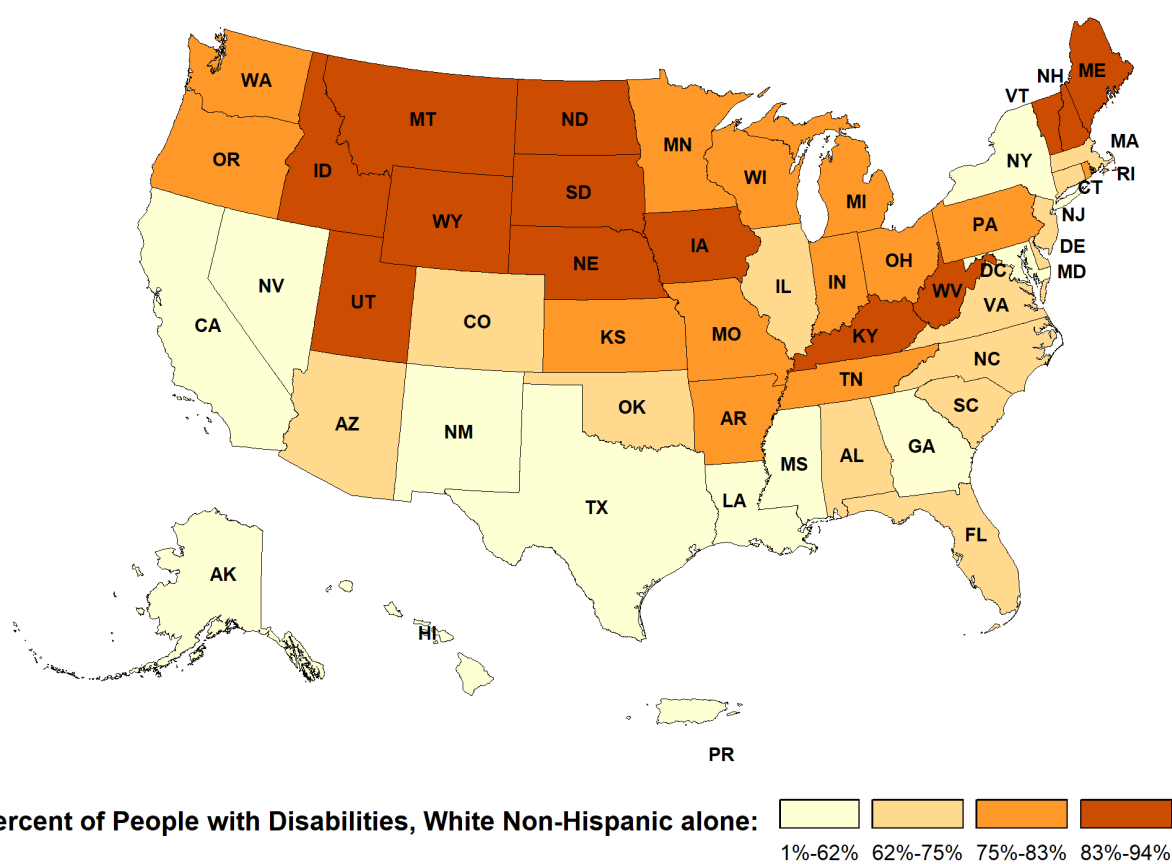 WA
MT
ND
MN
ME
NH
VT
OR
ID
SD
WI
MI
NY
MA
RI
CT
WY
IA
NE
PA
NJ
NV
UT
CO
IL
IN
OH
DE
MD
DC
WV
VA
CA
KS
MO
KY
NC
TN
AZ
NM
OK
AR
SC
MS
AL
GA
TX
LA
FL
AK
HI
PR
ercent of People with Disabilities, White Non-Hispanic alone:
1%-62% 62%-75% 75%-83% 83%-94%